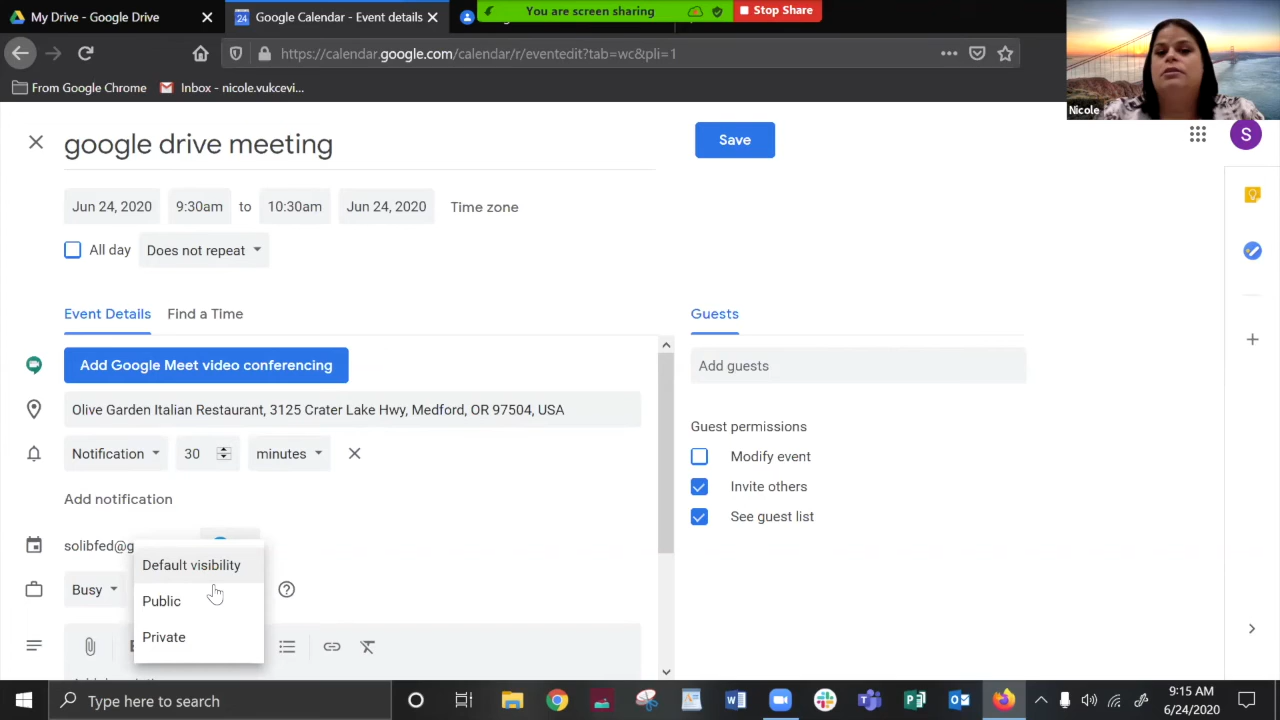 My Drive - Google Drive
Google Calendar - Event details
You are screen sharing
Stop Share
https://calendar.google.com/calendar/r/eventedit?tab=wc&pli=1
From Google Chrome
Inbox - nicole.vukcevi...
Nicole
google drive meeting
Save
S
Jun 24, 2020
9:30am
to
10:30am
Jun 24, 2020
Time zone
All day
Does not repeat
Event Details
Find a Time
Guests
Add Google Meet video conferencing
Add guests
Olive Garden Italian Restaurant, 3125 Crater Lake Hwy, Medford, OR 97504, USA
Guest permissions
Notification
30
minutes
Modify event
Invite others
Add notification
See guest list
solibfed@g
Default visibility
Busy
Public
Private
Type here to search
9:15 AM
6/24/2020